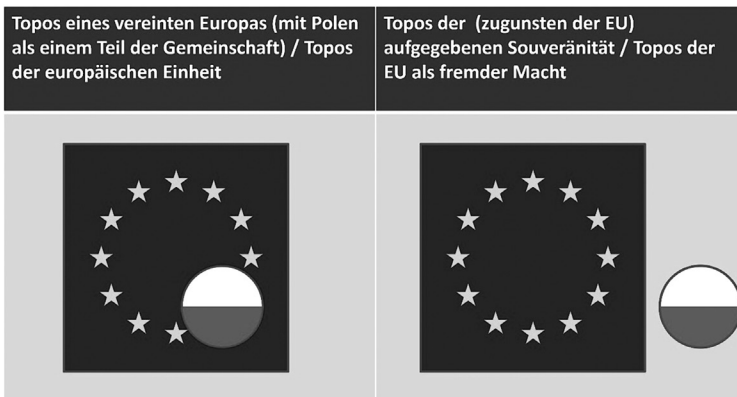 Topos eines vereinten Europas (mit Polen
als einem Teil der Gemeinschaft) / Topos
der europäischen Einheit
Topos der (zugunsten der EU)
aufgegebenen Souveränität / Topos der
EU als fremder Macht